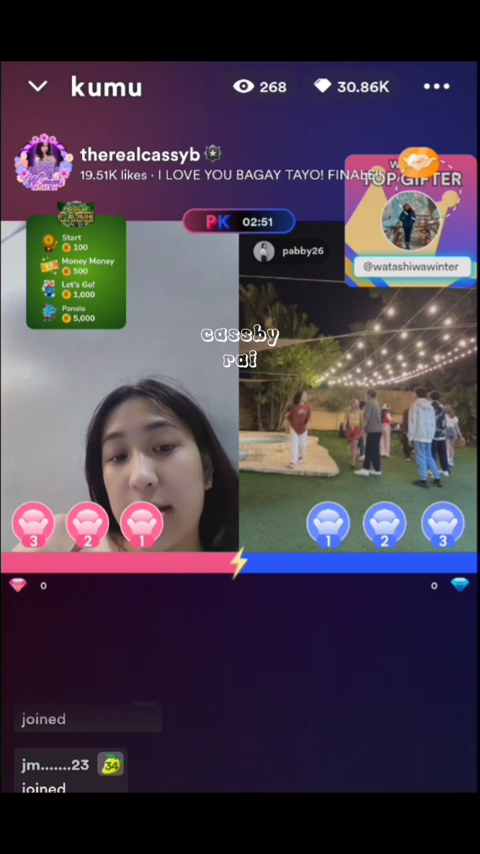 kumu
268
30.86K
therealcassyb
19.51K likes · I LOVE YOU BAGAY TAYO! FINALE
TOP GIFTER
@watashiwawinter
PK 02:51
CASH
Start
100
Money Money
500
Let's Go!
1,000
Panalo
5,000
pabby26
cassby
rai
3 2 1
1 2 3
0
0
joined
jm.......23 34
joined